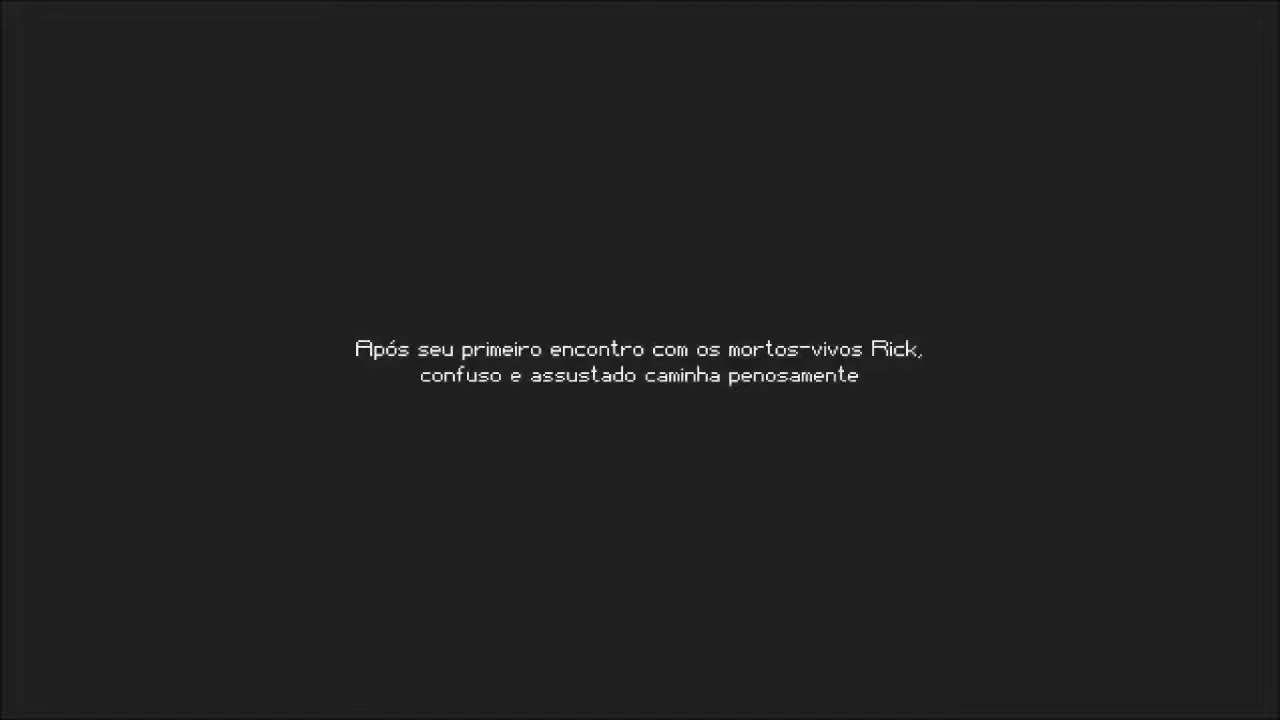 Após seu primeiro encontro com os mortos-vivos Rick,
confuso e assustado caminha penosamente